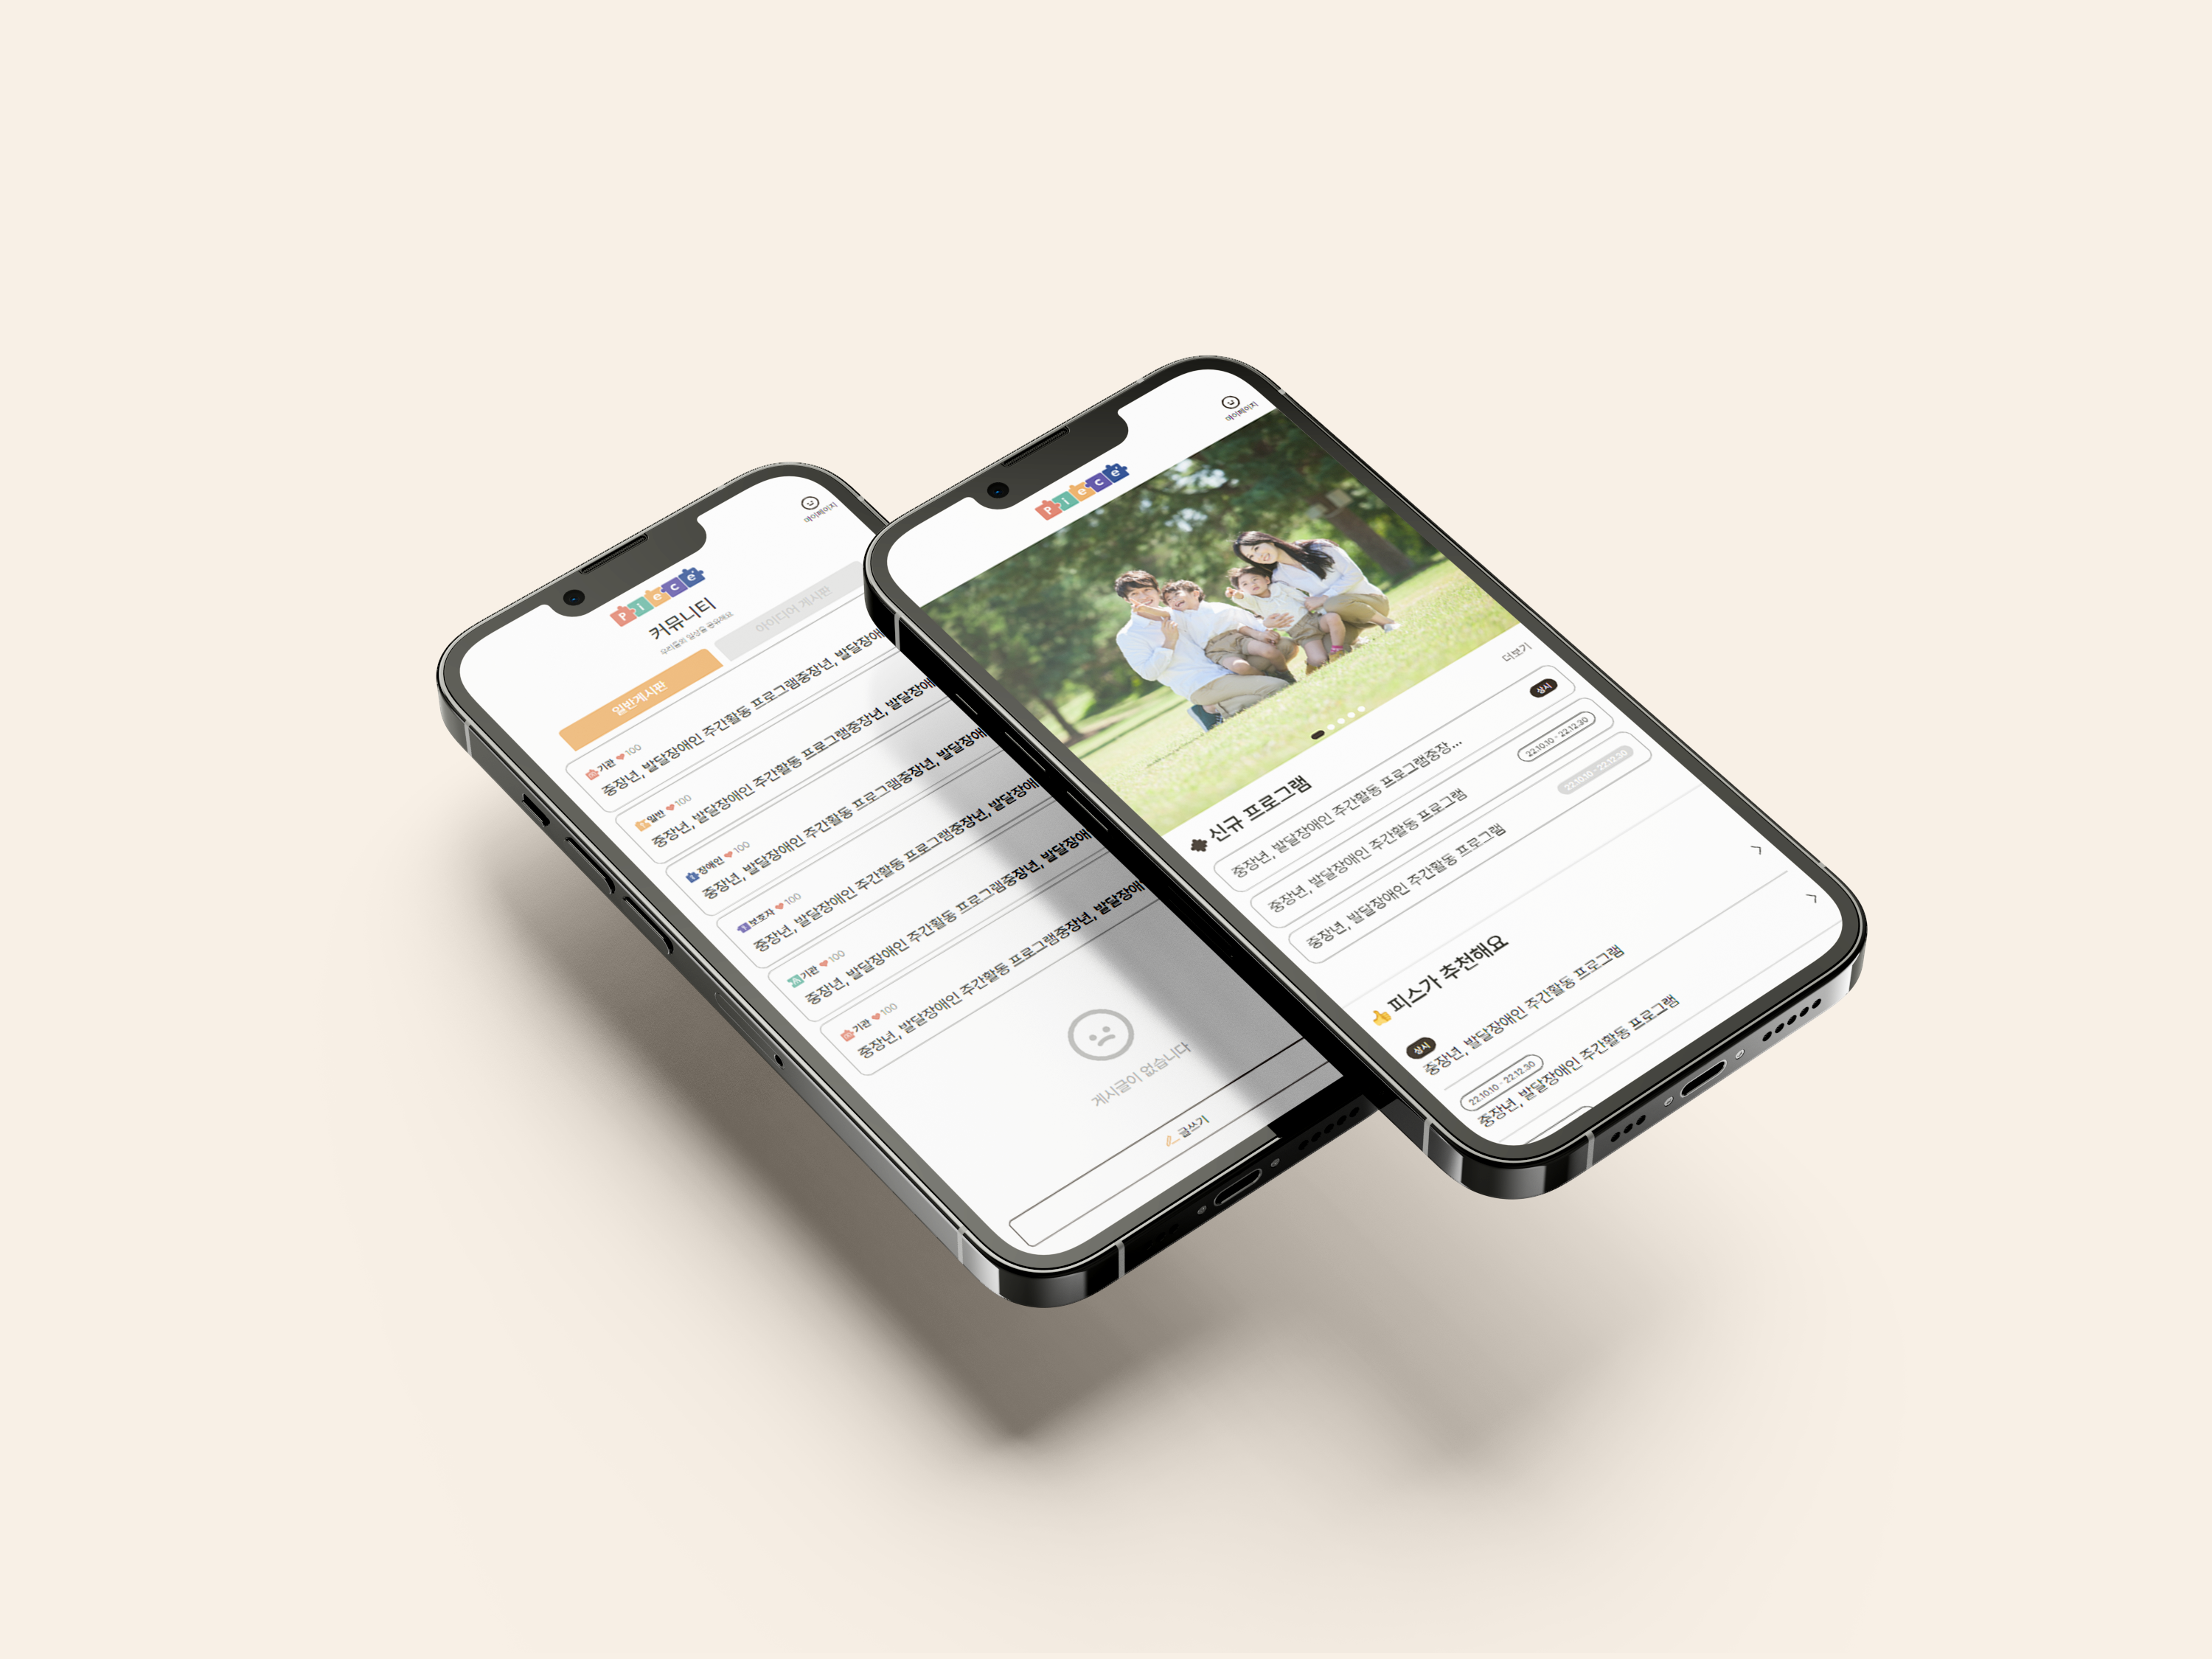 Piece
마이페이지
커뮤니티
우리들의 일상을 공유해요
일반게시판
아이디어 게시판
기관 100
중장년, 발달장애인 주간활동 프로그램중장년, 발달장애
일반 100
중장년, 발달장애인 주간활동 프로그램중장년, 발달장애
장애인 100
중장년, 발달장애인 주간활동 프로그램중장년, 발달장애
보호자 100
중장년, 발달장애인 주간활동 프로그램중장년, 발달장애
기관 100
중장년, 발달장애인 주간활동 프로그램중장년, 발달장애
기관 100
중장년, 발달장애인 주간활동 프로그램중장년, 발달장애
게시글이 없습니다
글쓰기
Piece
마이페이지
신규 프로그램
더보기
중장년, 발달장애인 주간활동 프로그램중장...
상시
중장년, 발달장애인 주간활동 프로그램
22.10.10 - 22.12.30
중장년, 발달장애인 주간활동 프로그램
22.10.10 - 22.12.30
피스가 추천해요
상시
중장년, 발달장애인 주간활동 프로그램
22.10.10 - 22.12.30
중장년, 발달장애인 주간활동 프로그램